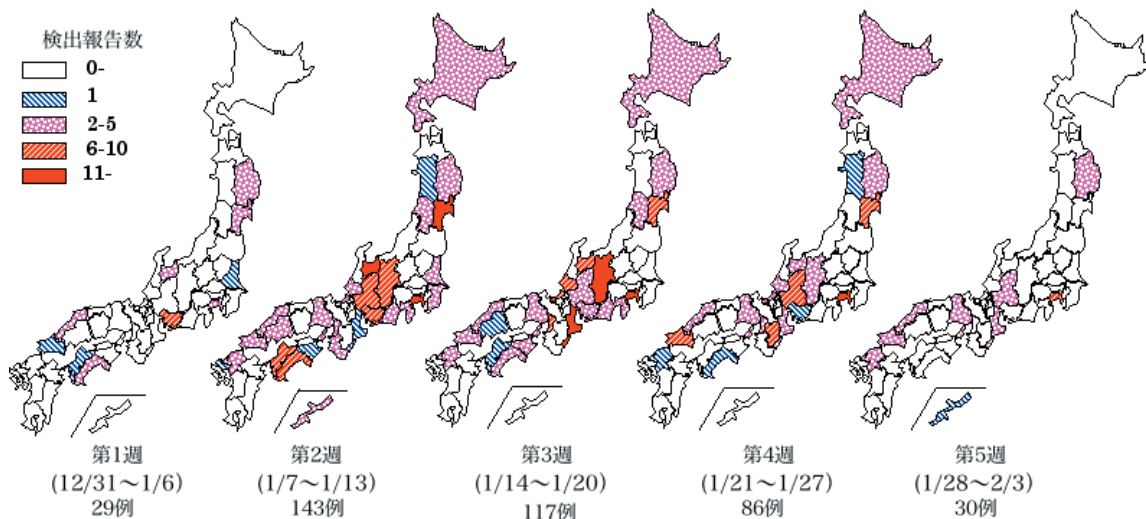 検出報告数
0-
1
2-5
6-10
11-
第1週
(12/31～1/6)
29例
第2週
(1/7～1/13)
143例
第3週
(1/14～1/20)
117例
第4週
(1/21～1/27)
86例
第5週
(1/28～2/3)
30例